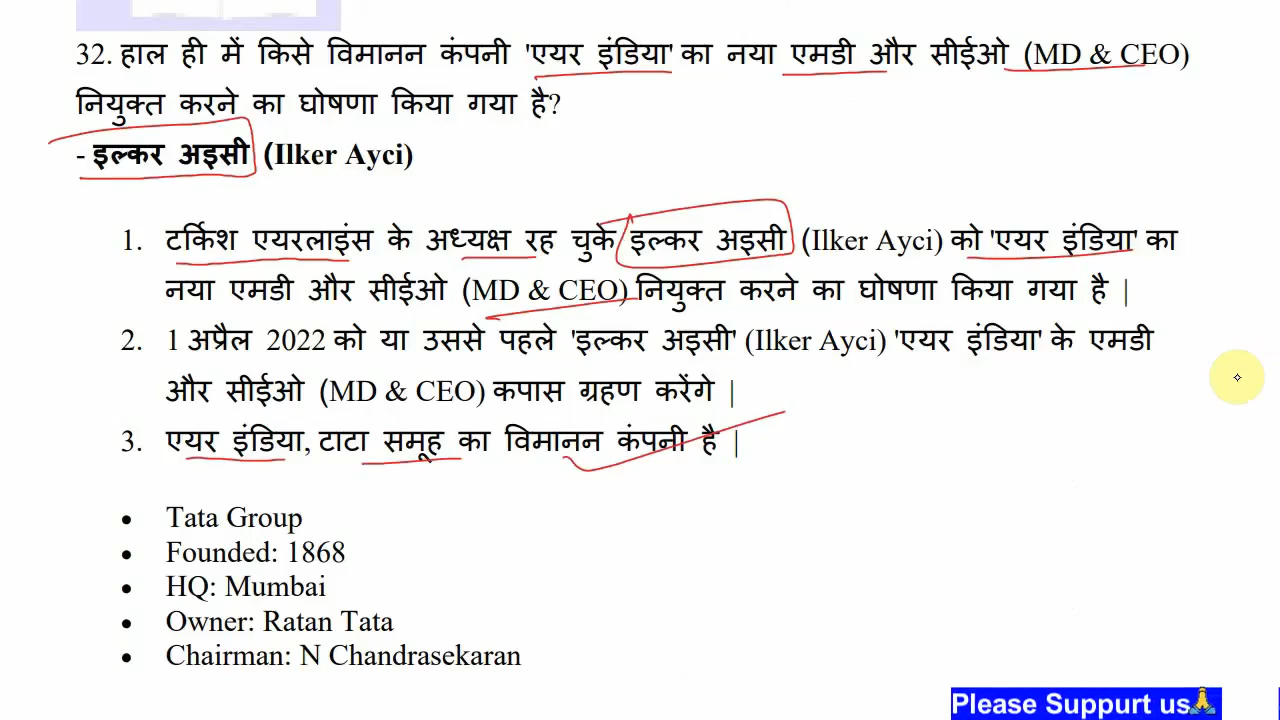 32. हाल ही में किसे विमानन कंपनी 'एयर इंडिया' का नया एमडी और सीईओ (MD & CEO)
नियुक्त करने का घोषणा किया गया है?
- इल्कर अइसी (Ilker Ayci)
1. टर्किश एयरलाइंस के अध्यक्ष रह चुके इल्कर अइसी (Ilker Ayci) को 'एयर इंडिया' का
नया एमडी और सीईओ (MD & CEO) नियुक्त करने का घोषणा किया गया है |
2. 1 अप्रैल 2022 को या उससे पहले 'इल्कर अइसी' (Ilker Ayci) 'एयर इंडिया' के एमडी
और सीईओ (MD & CEO) कपास ग्रहण करेंगे |
3. एयर इंडिया, टाटा समूह का विमानन कंपनी है |
• Tata Group
• Founded: 1868
• HQ: Mumbai
• Owner: Ratan Tata
• Chairman: N Chandrasekaran
Please Suppurt us🙏